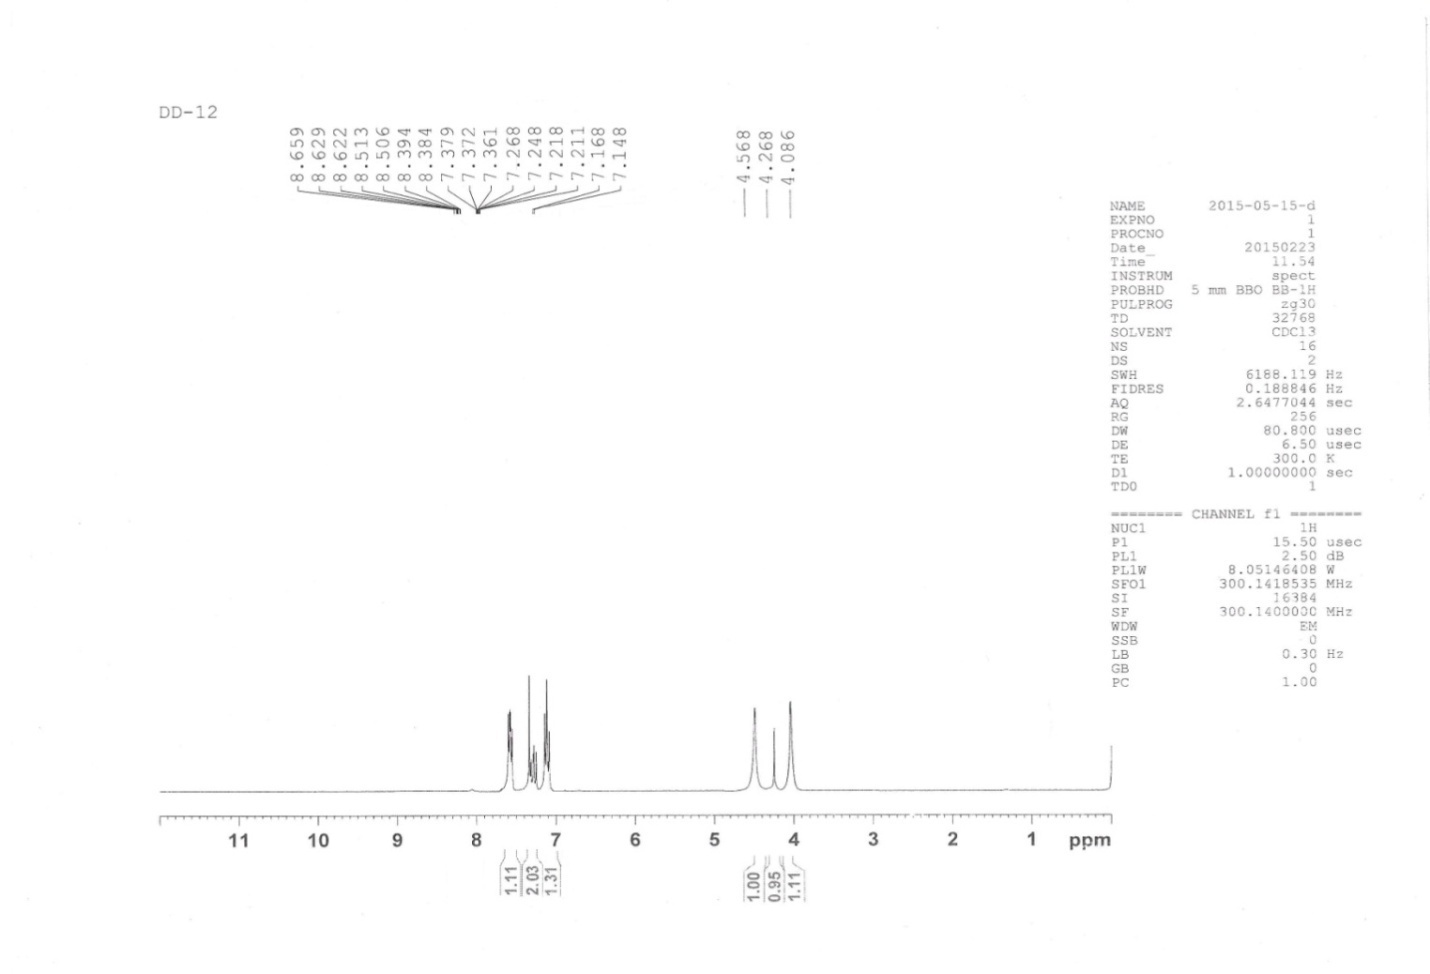 DD-12
8.659
8.629
8.622
8.513
8.506
8.394
8.384
7.379
7.372
7.361
7.268
7.248
7.218
7.211
7.168
7.148
4.568
4.268
4.086
NAME 2015-05-15-d
EXPNO 1
PROCNO 1
Date_ 20150223
Time 11.54
INSTRUM spect
PROBHD 5 mm BBO BB-1H
PULPROG zg30
TD 32768
SOLVENT CDCl3
NS 16
DS 2
SWH 6188.119 Hz
FIDRES 0.188846 Hz
AQ 2.6477044 sec
RG 256
DW 80.800 usec
DE 6.50 usec
TE 300.0 K
D1 1.00000000 sec
TD0 1
======== CHANNEL f1 ========
NUC1 1H
P1 15.50 usec
PL1 2.50 dB
PL1W 8.05146408 W
SFO1 300.1418535 MHz
SI 16384
SF 300.1400000 MHz
WDW EM
SSB 0
LB 0.30 Hz
GB 0
PC 1.00
11 10 9 8 7 6 5 4 3 2 1 ppm
1.11
2.03
1.31
1.00
0.95
1.11